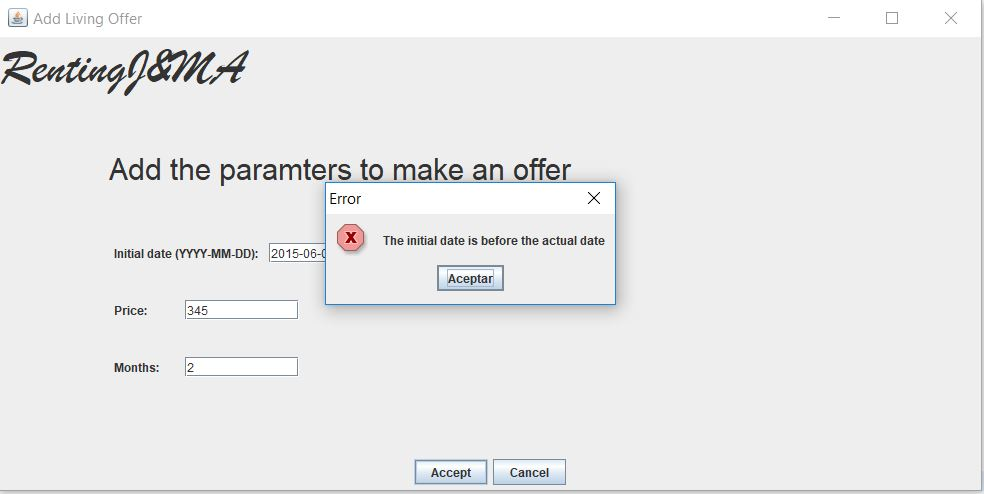 Add Living Offer
RentingJ&MA
Add the paramters to make an offer
Error
The initial date is before the actual date
Aceptar
Initial date (YYYY-MM-DD): 2015-06-0
Price: 345
Months: 2
Accept Cancel